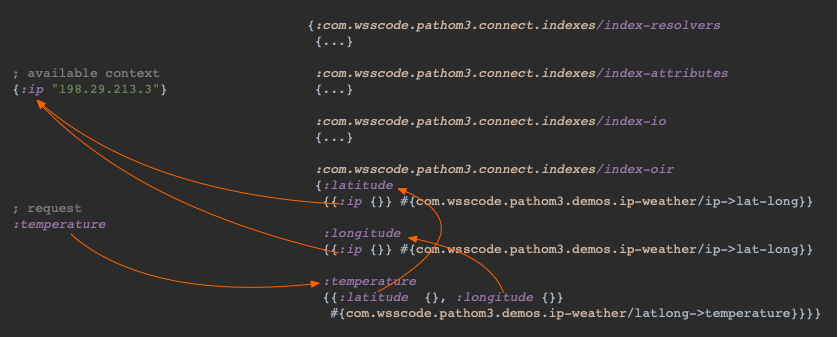 {:com.wsscode.pathom3.connect.indexes/index-resolvers
{...}
; available context
:com.wsscode.pathom3.connect.indexes/index-attributes
{:ip "198.29.213.3"}
{...}
:com.wsscode.pathom3.connect.indexes/index-io
{...}
:com.wsscode.pathom3.connect.indexes/index-oir
{:latitude
{{:ip {}} #{com.wsscode.pathom3.demos.ip-weather/ip->lat-long}}
; request
:temperature
:longitude
{{:ip {}} #{com.wsscode.pathom3.demos.ip-weather/ip->lat-long}}
:temperature
{{:latitude  {}, :longitude {}}
#{com.wsscode.pathom3.demos.ip-weather/latlong->temperature}}}}